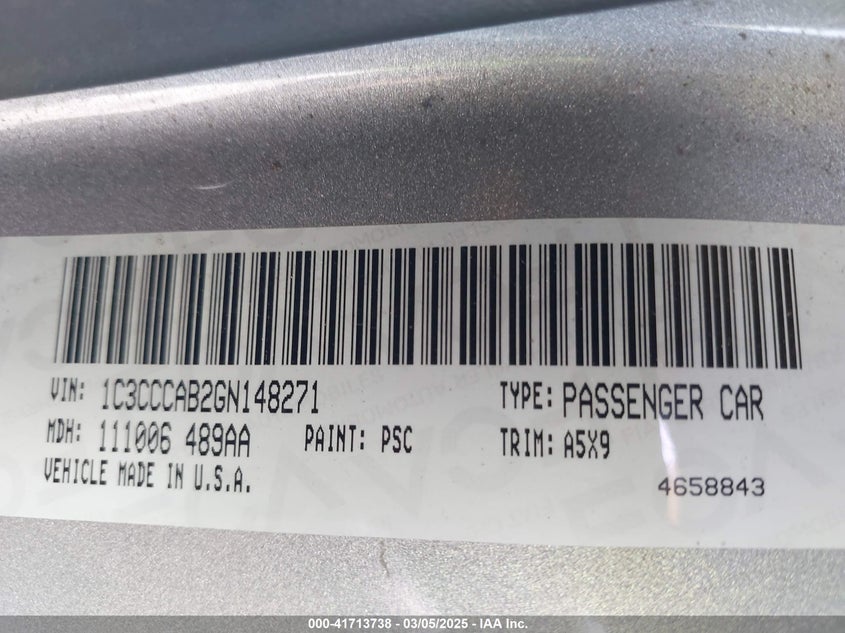 VIN: 1C3CCCAB2GN148271 TYPE: PASSENGER CAR
MDH: 111006 489AA PAINT: PSC TRIM: A5X9
VEHICLE MADE IN U.S.A. 4658843
000-41713738 - 03/05/2025 - IAA Inc.